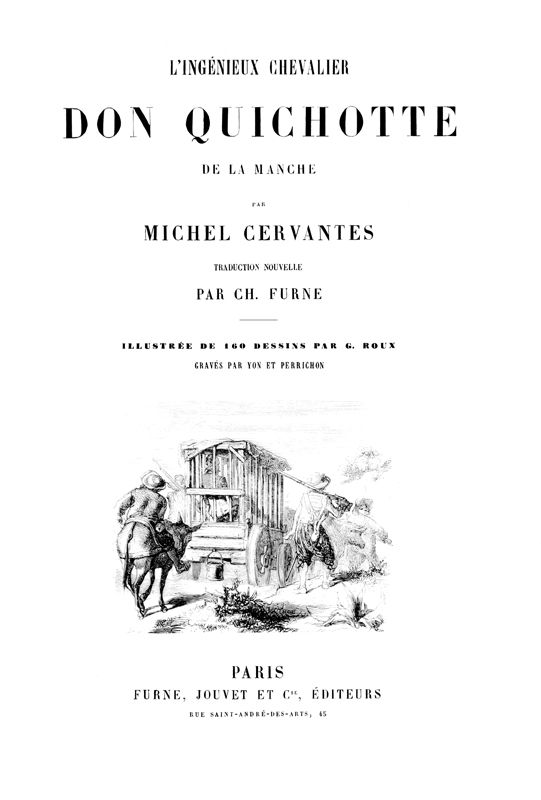 L'INGÉNIEUX CHEVALIER
DON QUICHOTTE
DE LA MANCHE
PAR
MICHEL CERVANTES
TRADUCTION NOUVELLE
PAR CH. FURNE
ILLUSTRÉE DE 160 DESSINS PAR G. ROUX
GRAVÉS PAR YON ET PERRICHON
PARIS
FURNE, JOUVET ET Cie, ÉDITEURS
RUE SAINT-ANDRÉ-DES-ARTS, 45